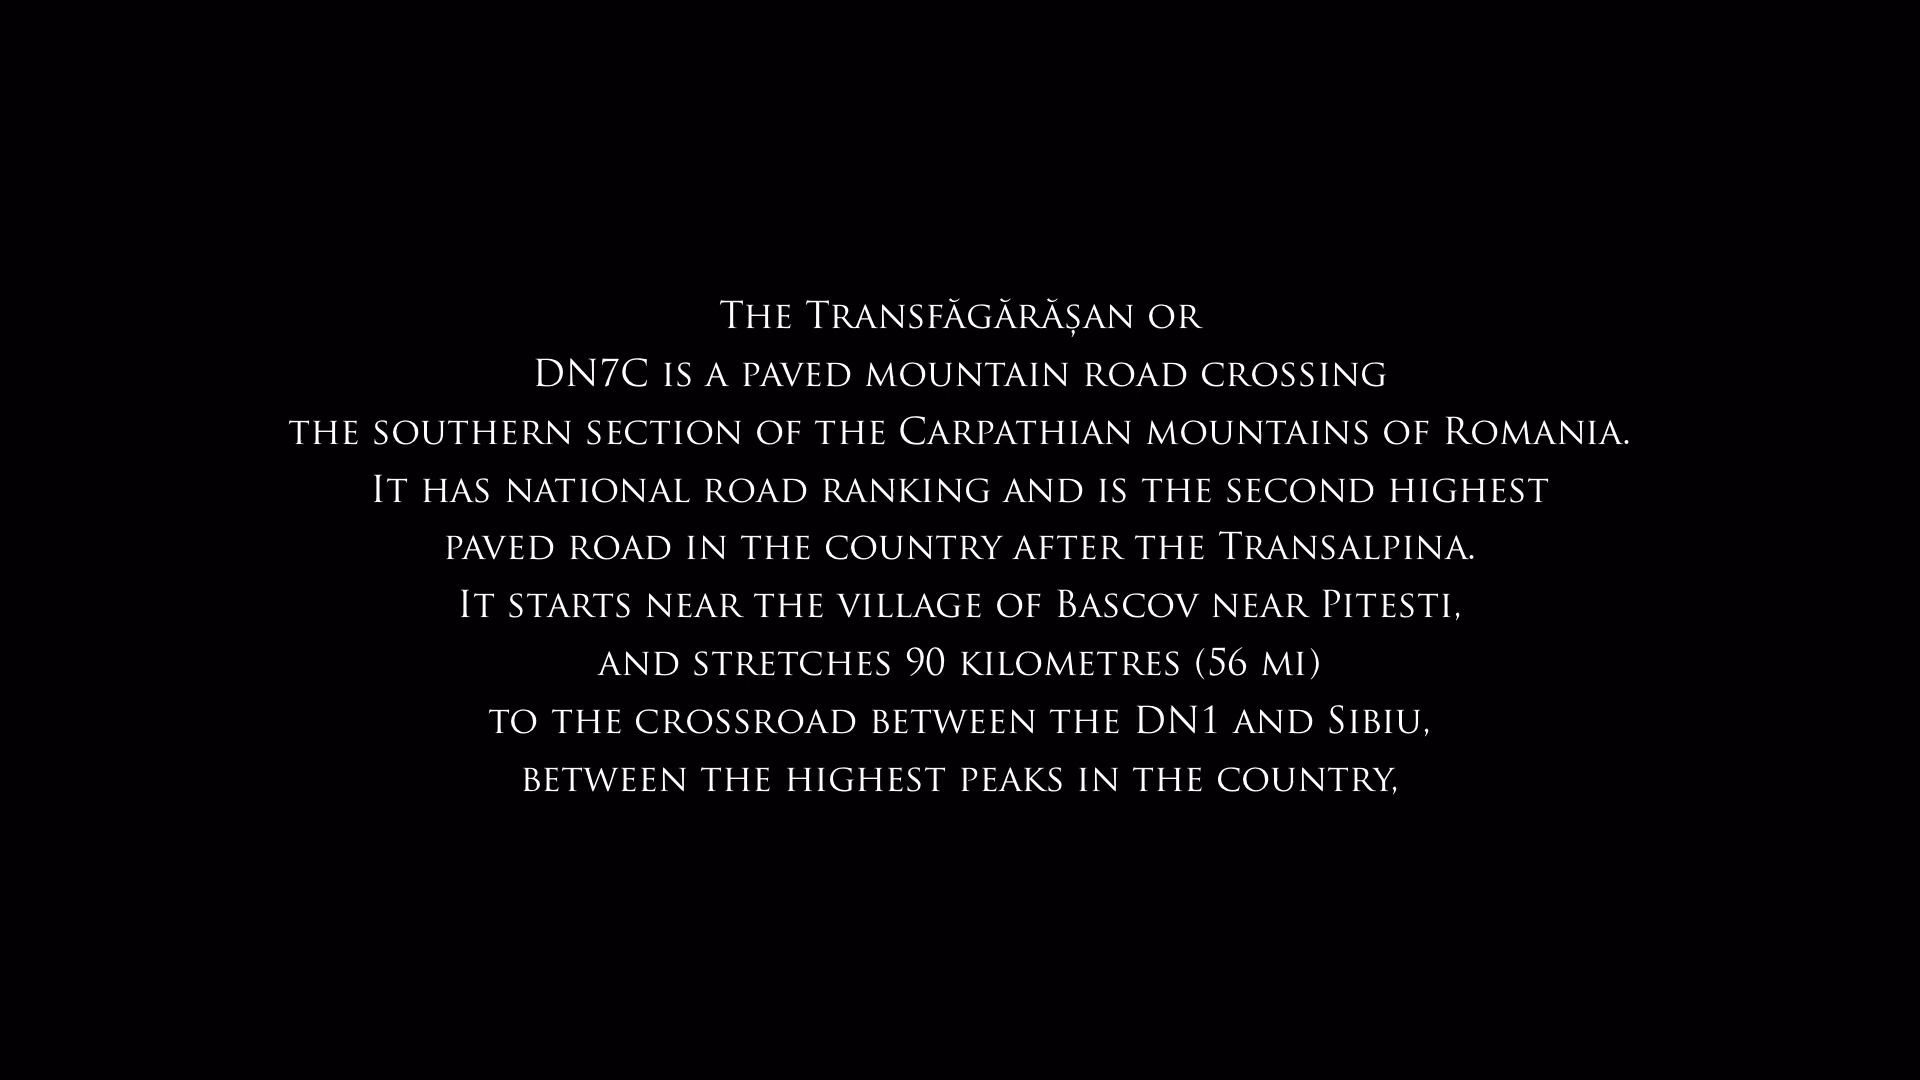 The Transfăgărășan or
DN7C is a paved mountain road crossing
the southern section of the Carpathian mountains of Romania.
It has national road ranking and is the second highest
paved road in the country after the Transalpina.
It starts near the village of Bascov near Pitesti,
and stretches 90 kilometres (56 mi)
to the crossroad between the DN1 and Sibiu,
between the highest peaks in the country,